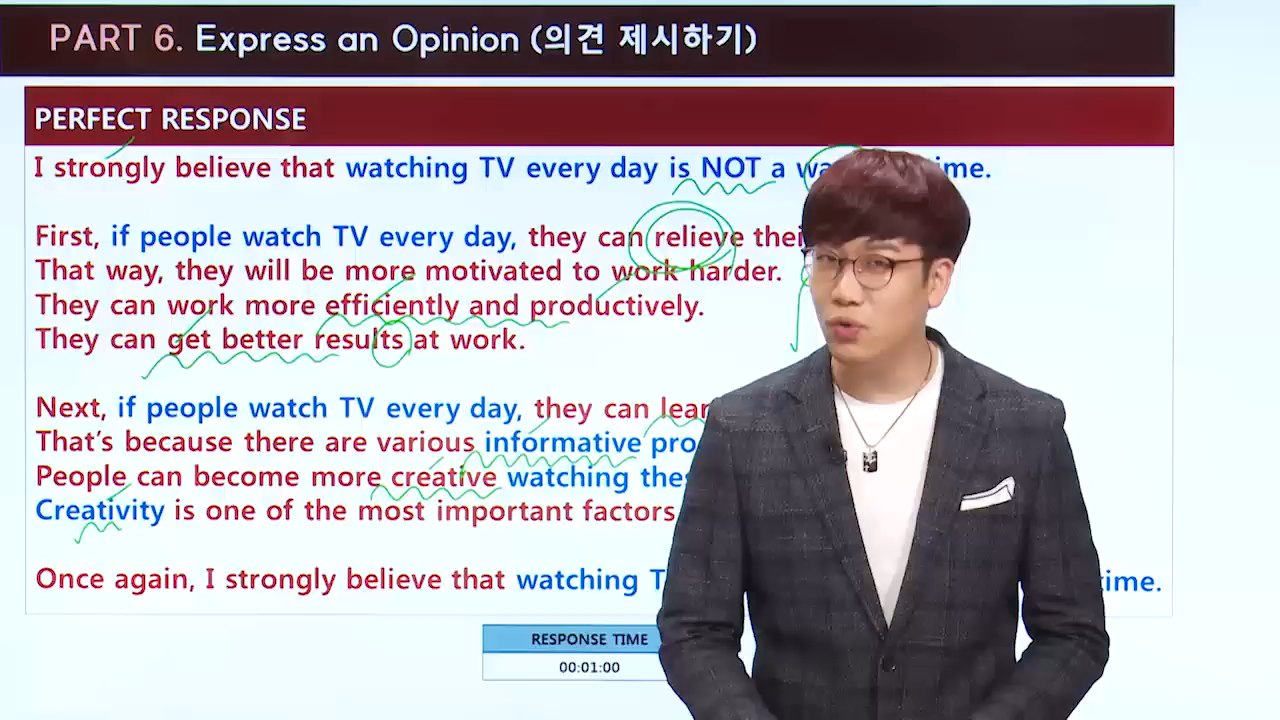 PART 6. Express an Opinion (의견 제시하기)
PERFECT RESPONSE
I strongly believe that watching TV every day is NOT a
First, if people watch TV every day, they can relieve
That way, they will be more motivated to work harder.
They can work more efficiently and productively.
They can get better results at work.
Next, if people watch TV every day, they can
That's because there are various informative
People can become more creative watching
Creativity is one of the most important factors
Once again, I strongly believe that watching time.
RESPONSE TIME
00:01:00